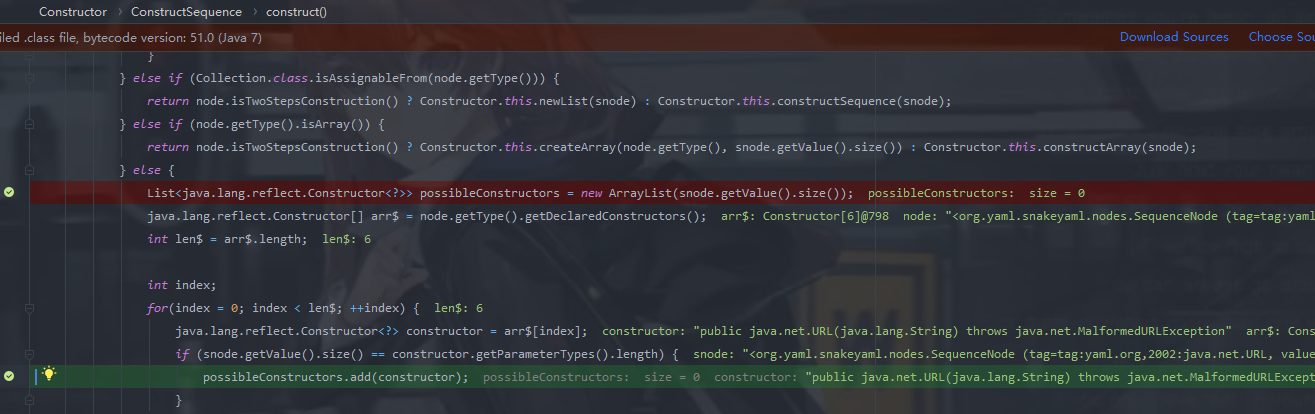 Constructor › ConstructSequence › construct()
iled .class file, bytecode version: 51.0 (Java 7) Download Sources Choose Sou
}
} else if (Collection.class.isAssignableFrom(node.getType())) {
return node.isTwoStepsConstruction() ? Constructor.this.newList(snode) : Constructor.this.constructSequence(snode);
} else if (node.getType().isArray()) {
return node.isTwoStepsConstruction() ? Constructor.this.createArray(node.getType(), snode.getValue().size()) : Constructor.this.constructArray(snode);
} else {
List<java.lang.reflect.Constructor<?>> possibleConstructors = new ArrayList(snode.getValue().size()); possibleConstructors: size = 0
java.lang.reflect.Constructor[] arr$ = node.getType().getDeclaredConstructors(); arr$: Constructor[6]@798 node: "<org.yaml.snakeyaml.nodes.SequenceNode (tag=tag:yaml
int len$ = arr$.length; len$: 6
int index;
for(index = 0; index < len$; ++index) { len$: 6
java.lang.reflect.Constructor<?> constructor = arr$[index]; constructor: "public java.net.URL(java.lang.String) throws java.net.MalformedURLException" arr$: Cons
if (snode.getValue().size() == constructor.getParameterTypes().length) { snode: "<org.yaml.snakeyaml.nodes.SequenceNode (tag=tag:yaml.org,2002:java.net.URL, value
possibleConstructors.add(constructor); possibleConstructors: size = 0 constructor: "public java.net.URL(java.lang.String) throws java.net.MalformedURLExcept
}